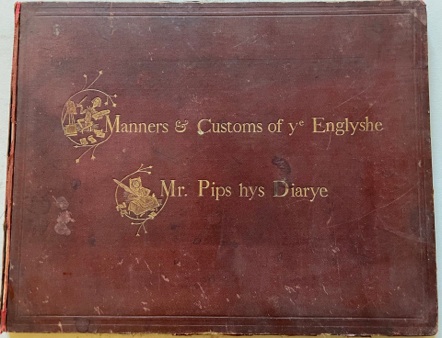 Manners & Customs of yᵉ Englyshe
Mr. Pips hys Diarye